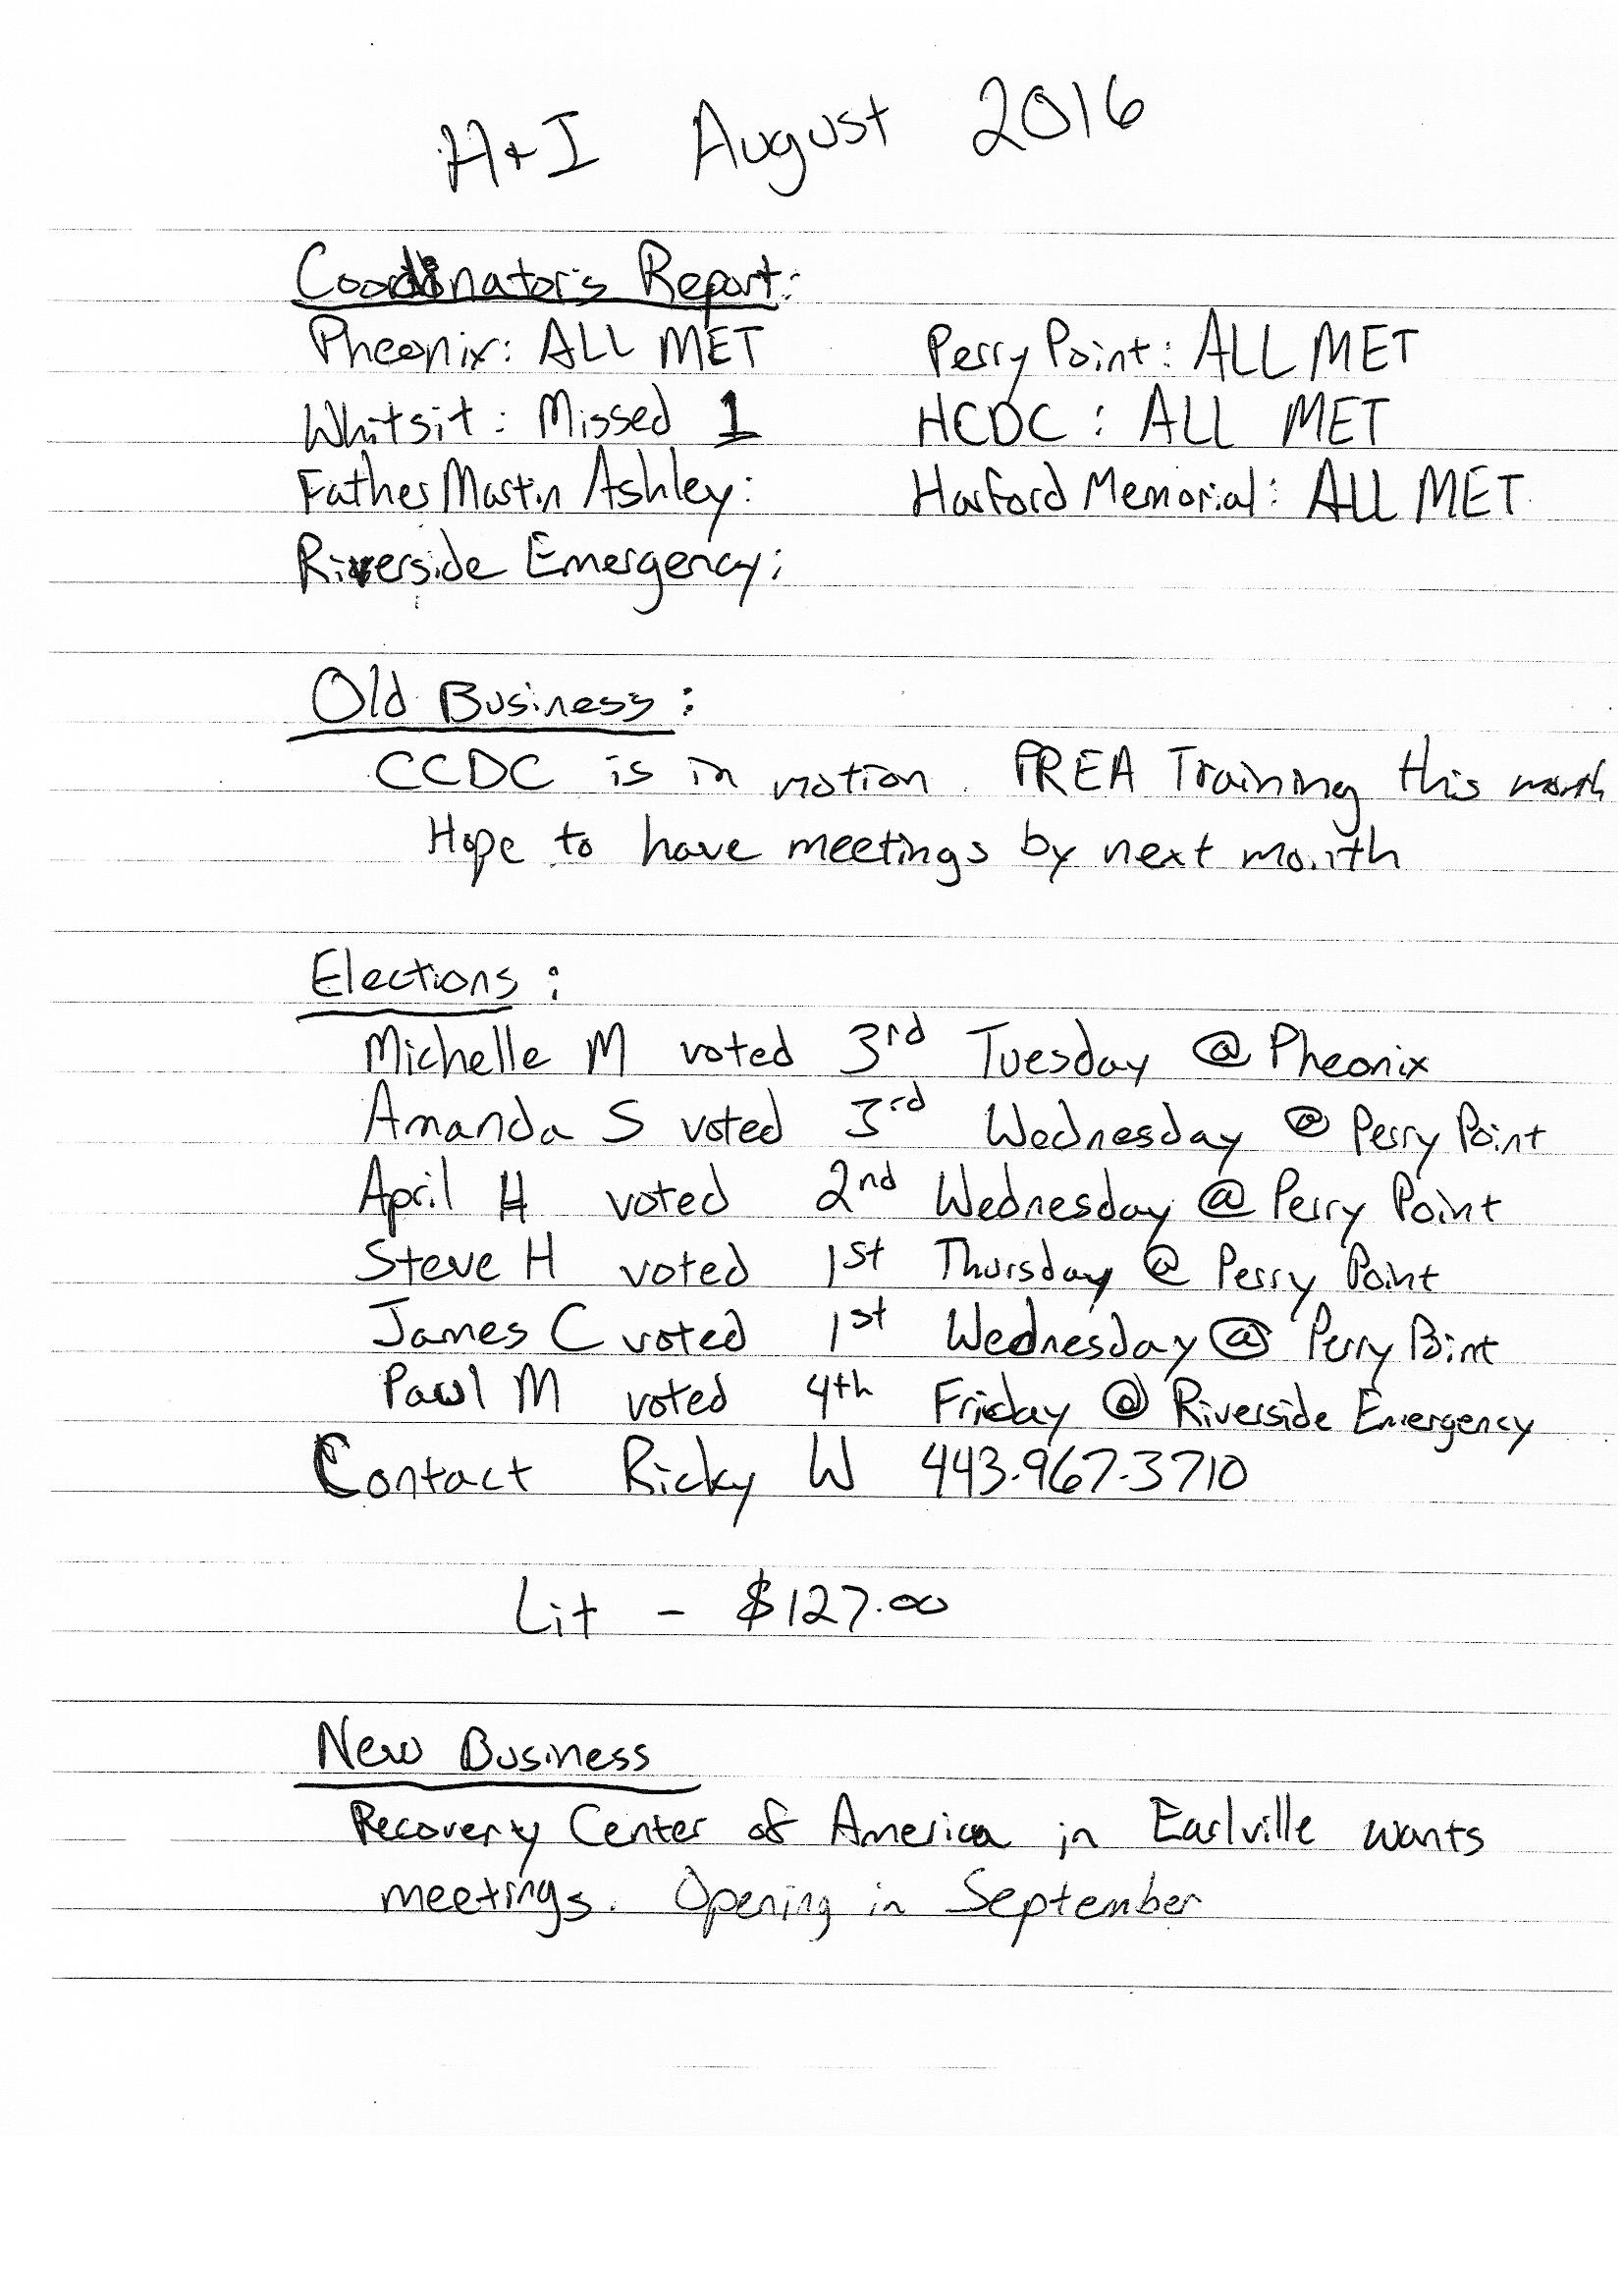 H+I August 2016
Coordinator's Report:
Pheonix: ALL MET Perry Point: ALL MET
Whitsit: Missed 1 HCDC: ALL MET
Father Martin Ashley: Harford Memorial: ALL MET
Riverside Emergency:
Old Business:
CCDC is in motion. PREA Training this month
Hope to have meetings by next month
Elections:
Michelle M voted 3rd Tuesday @ Pheonix
Amanda S voted 3rd Wednesday @ Perry Point
April H voted 2nd Wednesday @ Perry Point
Steve H voted 1st Thursday @ Perry Point
James C voted 1st Wednesday @ Perry Point
Paul M voted 4th Friday @ Riverside Emergency
Contact Ricky W 443-967-3710
Lit - $127.00
New Business
Recovery Center of America in Earlville wants
meetings. Opening in September